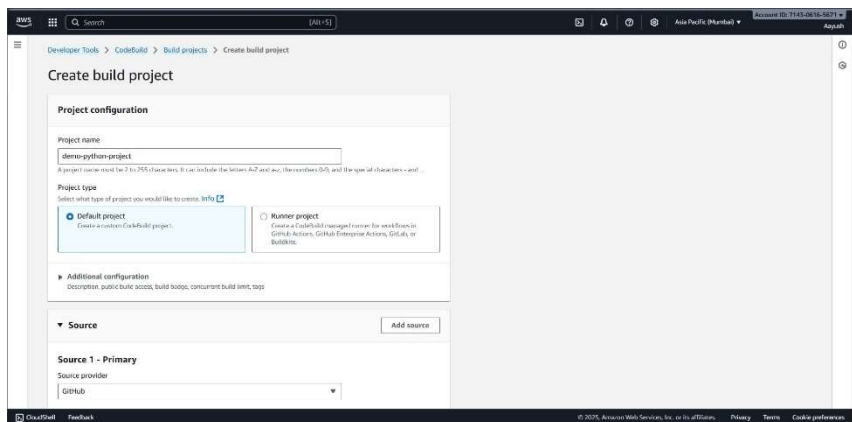 aws
Search
[Alt+S]
Asia Pacific (Mumbai)
Account ID: 7143-0616-5671
Aayush
Developer Tools > CodeBuild > Build projects > Create build project
Create build project
Project configuration
Project name
demo-python-project
A project name must be 2 to 255 characters. It can include the letters A-Z and a-z, the numbers 0-9, and the special characters - and _.
Project type
Select what type of project you would like to create. Info
Default project
Create a custom CodeBuild project.
Runner project
Create a CodeBuild managed runner for workflows in
GitHub Actions, GitHub Enterprise Actions, GitLab, or
Buildkite.
Additional configuration
Description, public build access, build badge, concurrent build limit, tags
Source
Add source
Source 1 - Primary
Source provider
GitHub
CloudShell
Feedback
© 2025, Amazon Web Services, Inc. or its affiliates.
Privacy
Terms
Cookie preferences